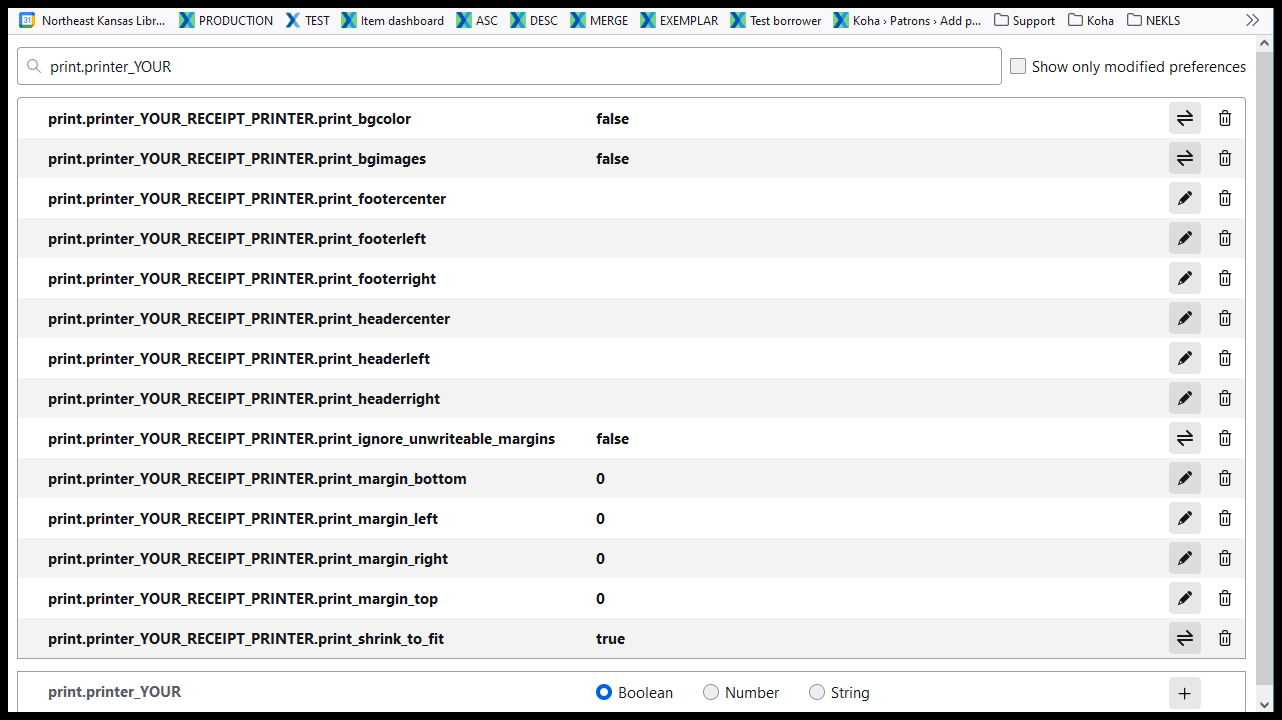 31 Northeast Kansas Libr... PRODUCTION TEST Item dashboard ASC DESC MERGE EXEMPLAR Test borrower Koha › Patrons › Add p... Support Koha NEKLS
print.printer_YOUR Show only modified preferences
print.printer_YOUR_RECEIPT_PRINTER.print_bgcolor false
print.printer_YOUR_RECEIPT_PRINTER.print_bgimages false
print.printer_YOUR_RECEIPT_PRINTER.print_footercenter
print.printer_YOUR_RECEIPT_PRINTER.print_footerleft
print.printer_YOUR_RECEIPT_PRINTER.print_footerright
print.printer_YOUR_RECEIPT_PRINTER.print_headercenter
print.printer_YOUR_RECEIPT_PRINTER.print_headerleft
print.printer_YOUR_RECEIPT_PRINTER.print_headerright
print.printer_YOUR_RECEIPT_PRINTER.print_ignore_unwriteable_margins false
print.printer_YOUR_RECEIPT_PRINTER.print_margin_bottom 0
print.printer_YOUR_RECEIPT_PRINTER.print_margin_left 0
print.printer_YOUR_RECEIPT_PRINTER.print_margin_right 0
print.printer_YOUR_RECEIPT_PRINTER.print_margin_top 0
print.printer_YOUR_RECEIPT_PRINTER.print_shrink_to_fit true
print.printer_YOUR Boolean Number String